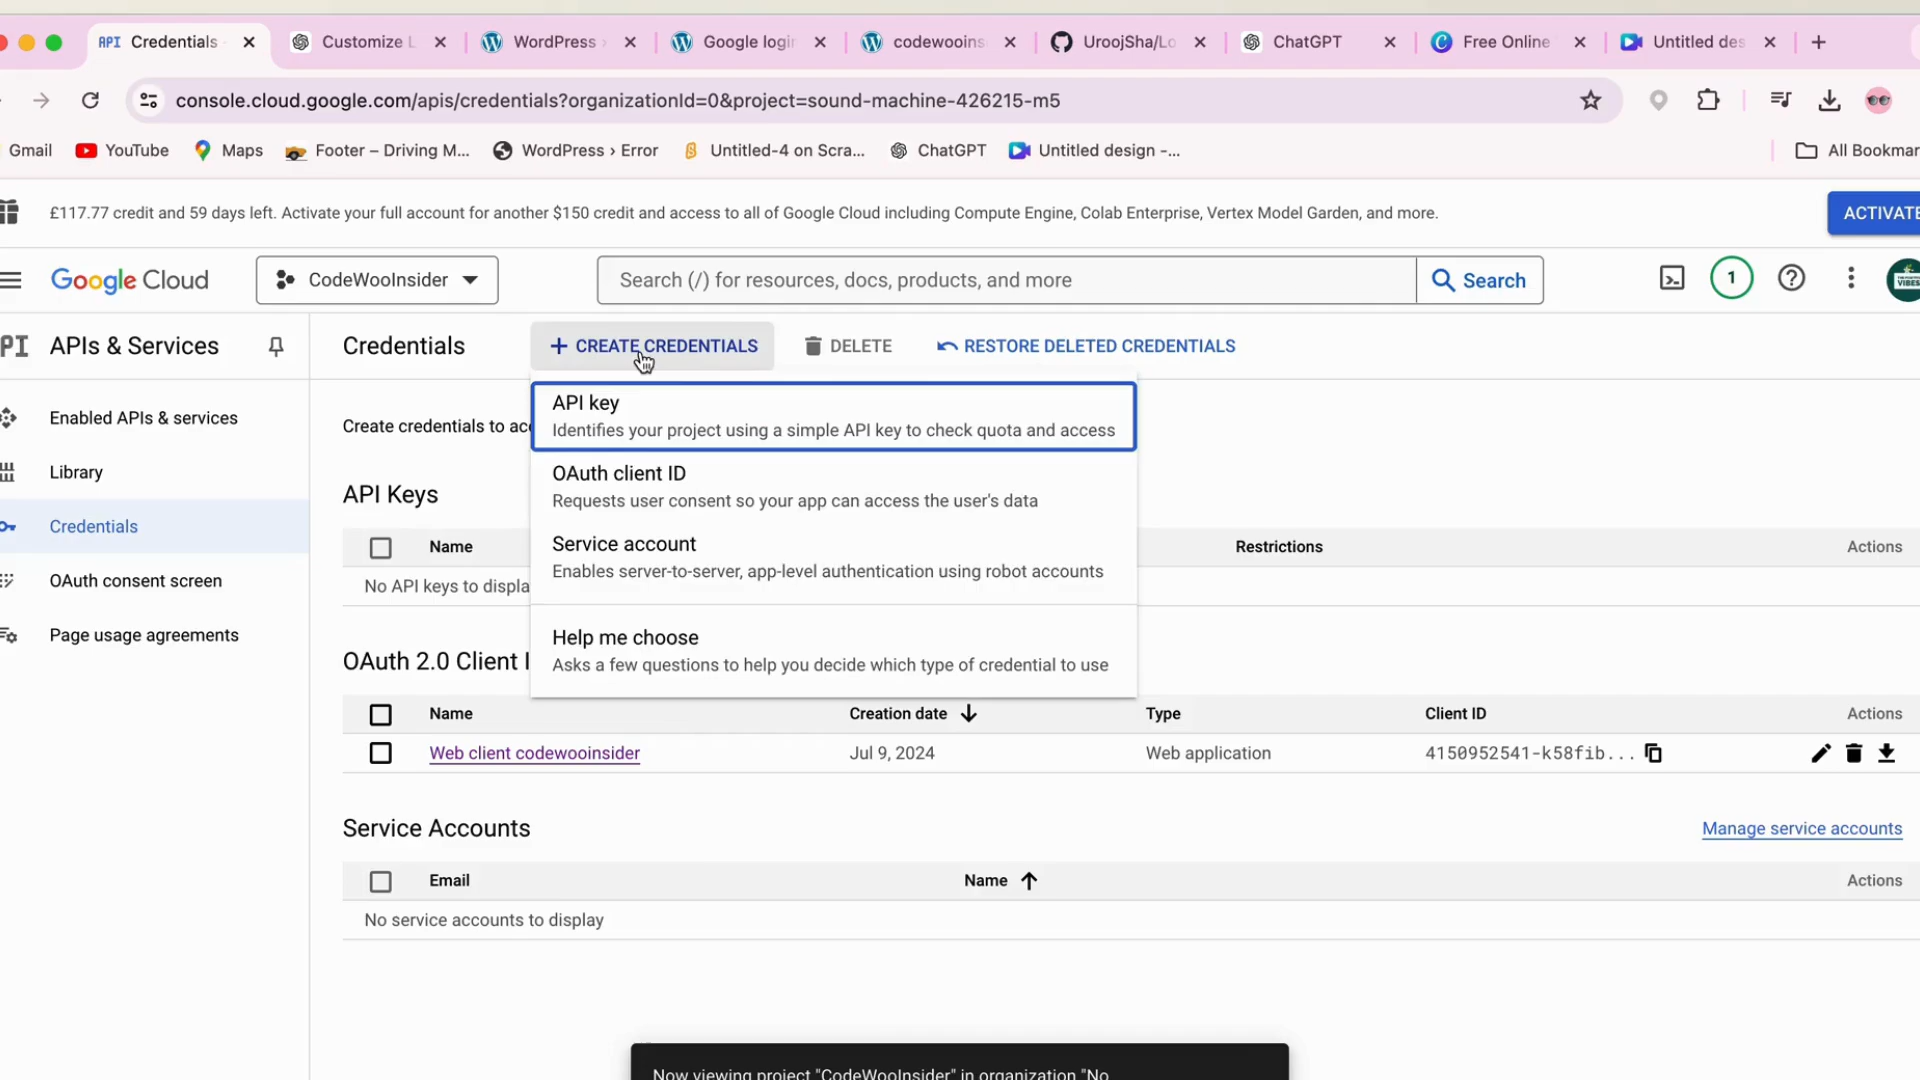 API Credentials
Customize L
WordPress ›
Google login
codewooins
UroojSha/Lo
ChatGPT
Free Online
Untitled des
console.cloud.google.com/apis/credentials?organizationId=0&project=sound-machine-426215-m5
Gmail
YouTube
Maps
Footer – Driving M...
WordPress › Error
Untitled-4 on Scra...
ChatGPT
Untitled design -...
All Bookmar
£117.77 credit and 59 days left. Activate your full account for another $150 credit and access to all of Google Cloud including Compute Engine, Colab Enterprise, Vertex Model Garden, and more.
ACTIVATE
Google Cloud
CodeWooInsider
Search (/) for resources, docs, products, and more
Search
1
VIBES
PI APIs & Services
Credentials
+ CREATE CREDENTIALS
DELETE
RESTORE DELETED CREDENTIALS
Enabled APIs & services
Library
Credentials
OAuth consent screen
Page usage agreements
Create credentials to acc
API key
Identifies your project using a simple API key to check quota and access
OAuth client ID
Requests user consent so your app can access the user's data
Service account
Enables server-to-server, app-level authentication using robot accounts
Help me choose
Asks a few questions to help you decide which type of credential to use
API Keys
Name
Restrictions
Actions
No API keys to displa
OAuth 2.0 Client I
Name
Creation date
Type
Client ID
Actions
Web client codewooinsider
Jul 9, 2024
Web application
4150952541-k58fib...
Service Accounts
Manage service accounts
Email
Name
Actions
No service accounts to display
Now viewing project "CodeWooInsider" in organization "No